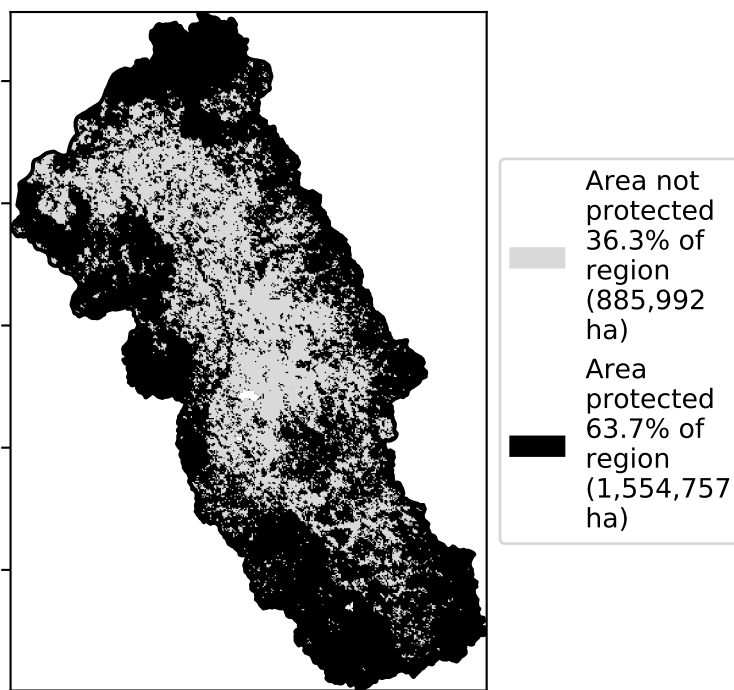 Area not
protected
36.3% of
region
(885,992
ha)
Area
protected
63.7% of
region
(1,554,757
ha)